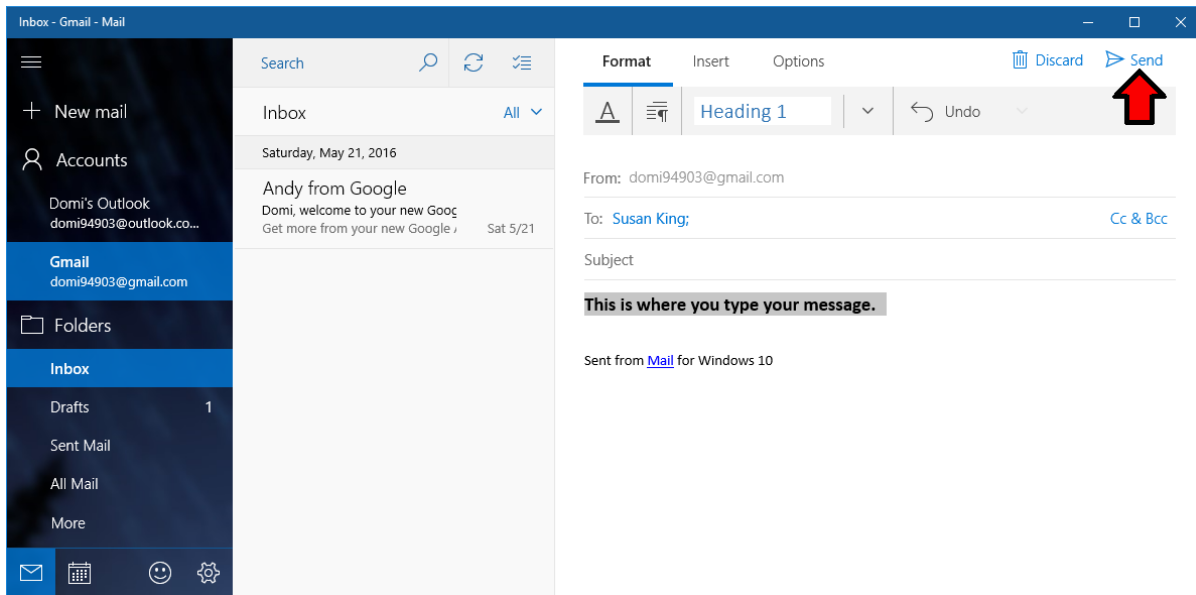 Inbox - Gmail - Mail
New mail
Accounts
Domi's Outlook
domi94903@outlook.co...
Gmail
domi94903@gmail.com
Folders
Inbox
Drafts 1
Sent Mail
All Mail
More
Search
Inbox All
Saturday, May 21, 2016
Andy from Google
Domi, welcome to your new Goog
Get more from your new Google Sat 5/21
Format Insert Options Discard Send
A Heading 1 Undo
From: domi94903@gmail.com
To: Susan King; Cc & Bcc
Subject
This is where you type your message.
Sent from Mail for Windows 10